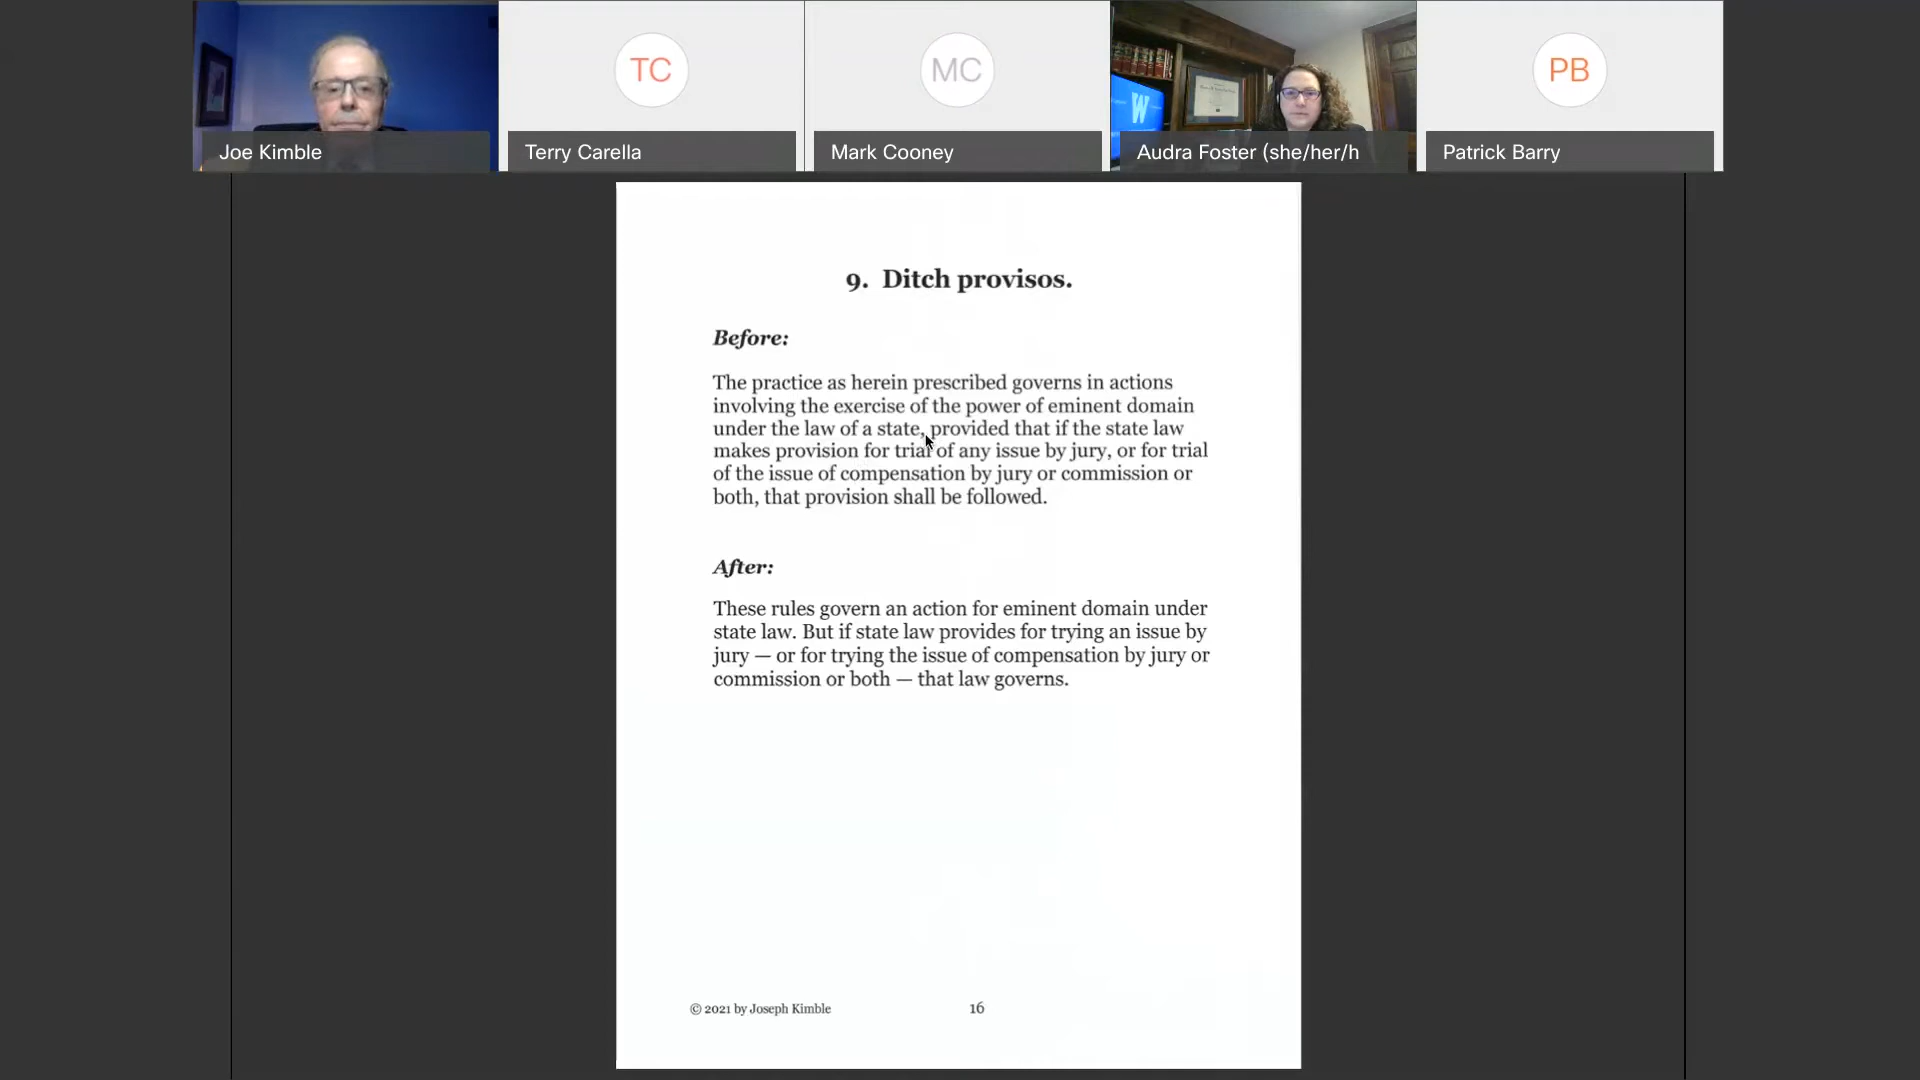 TC
MC
W
PB
Joe Kimble
Terry Carella
Mark Cooney
Audra Foster (she/her/h
Patrick Barry
9. Ditch provisos.
Before:
The practice as herein prescribed governs in actions
involving the exercise of the power of eminent domain
under the law of a state, provided that if the state law
makes provision for trial of any issue by jury, or for trial
of the issue of compensation by jury or commission or
both, that provision shall be followed.
After:
These rules govern an action for eminent domain under
state law. But if state law provides for trying an issue by
jury — or for trying the issue of compensation by jury or
commission or both — that law governs.
© 2021 by Joseph Kimble
16